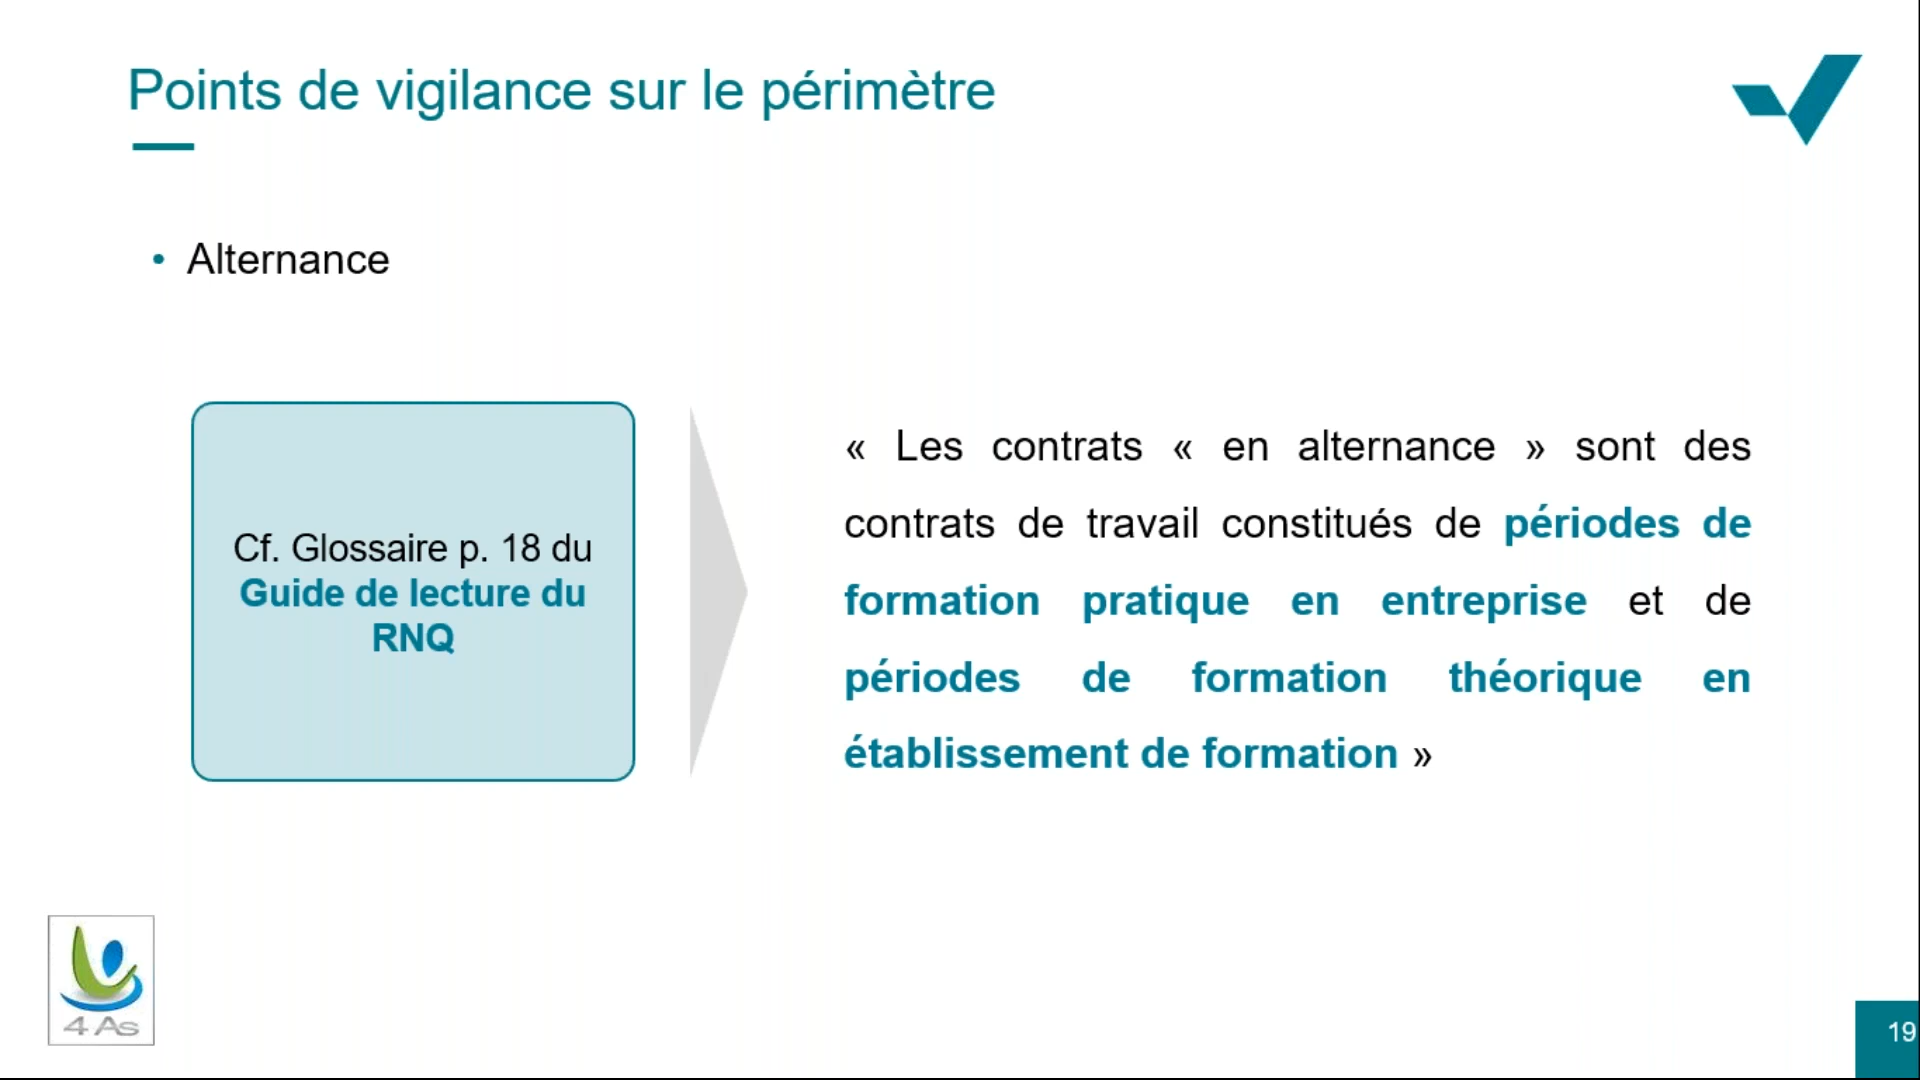 Points de vigilance sur le périmètre
• Alternance
Cf. Glossaire p. 18 du
Guide de lecture du
RNQ
« Les contrats « en alternance » sont des
contrats de travail constitués de périodes de
formation pratique en entreprise et de
périodes de formation théorique en
établissement de formation »
4 As
19